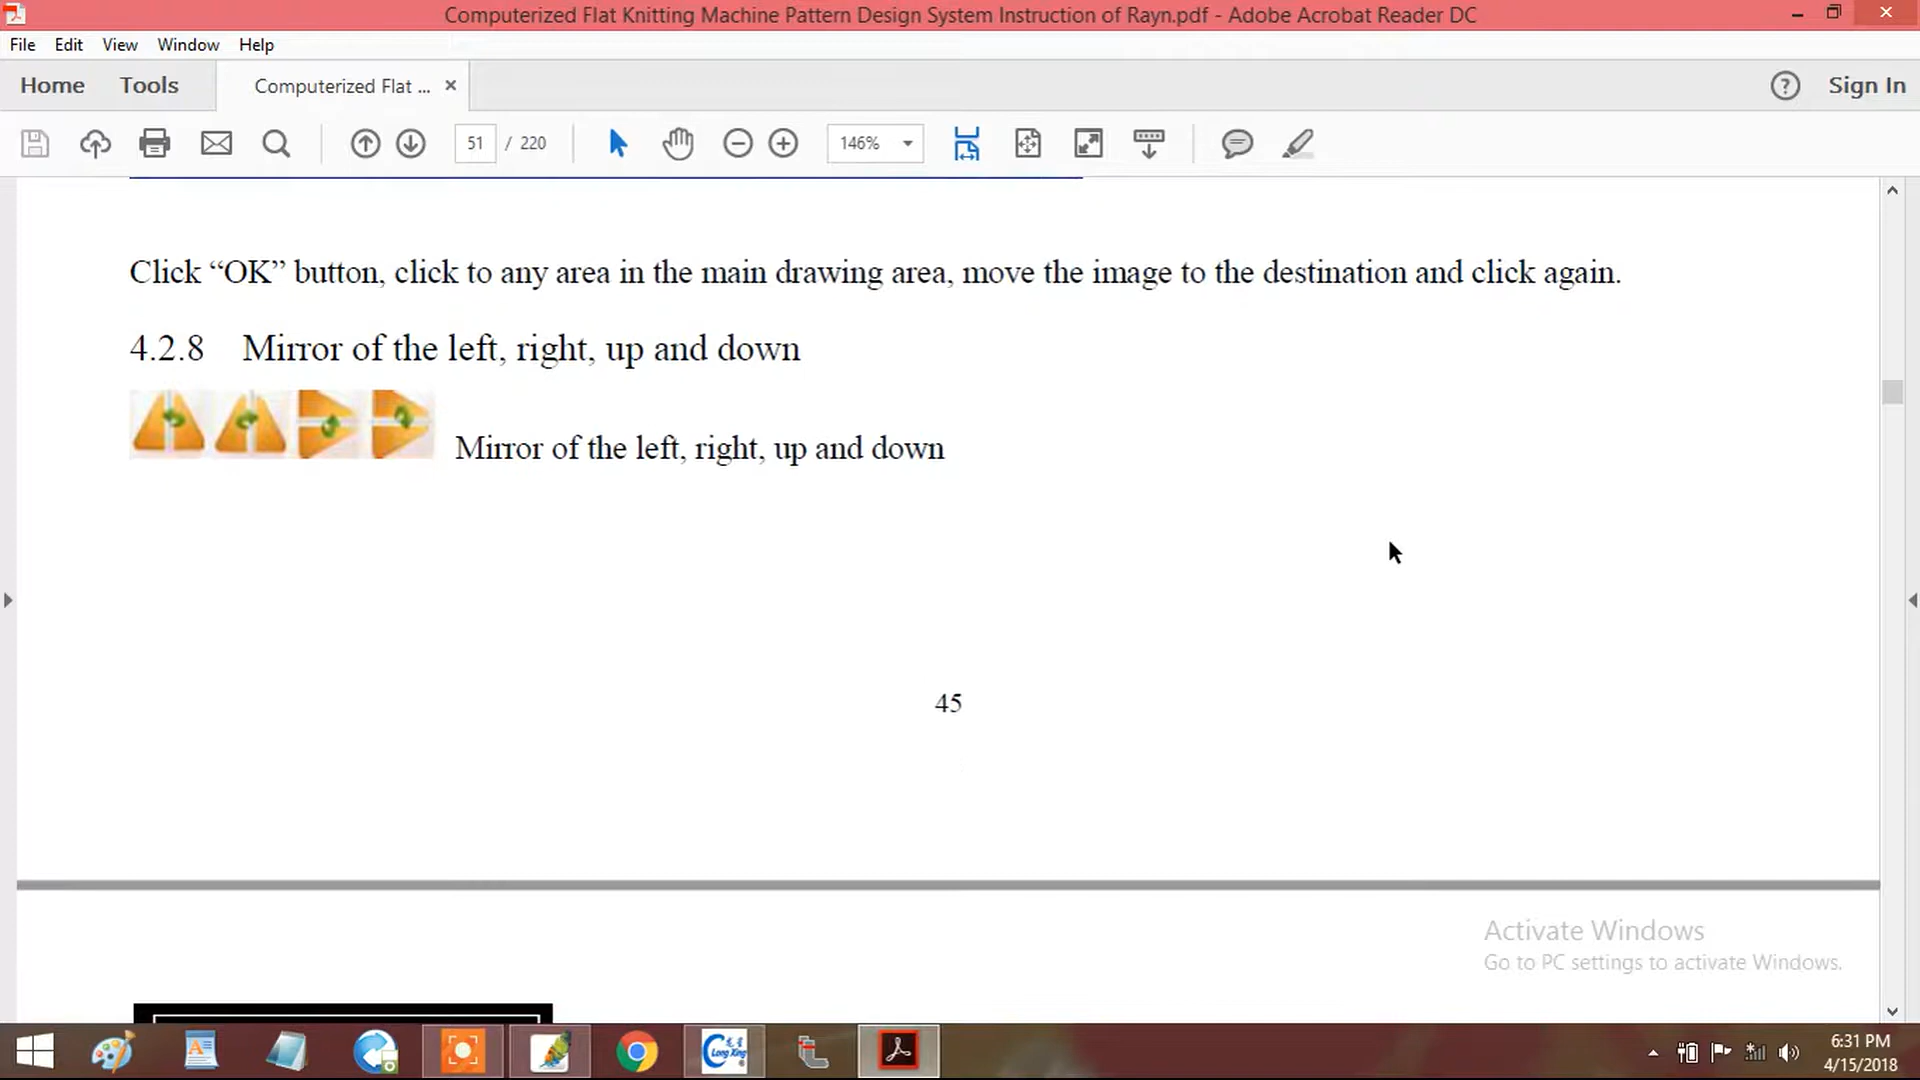 Computerized Flat Knitting Machine Pattern Design System Instruction of Rayn.pdf - Adobe Acrobat Reader DC
File Edit View Window Help
Home Tools Computerized Flat ... Sign In
51 / 220 146%
Click “OK” button, click to any area in the main drawing area, move the image to the destination and click again.
4.2.8 Mirror of the left, right, up and down
Mirror of the left, right, up and down
45
Activate Windows
Go to PC settings to activate Windows.
Long Xing
6:31 PM
4/15/2018